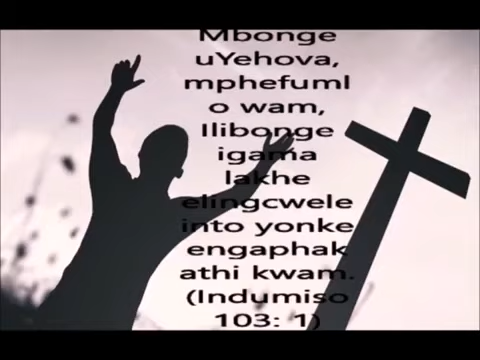 Mbonge
uYehova,
mphefuml
o wam,
Ilibonge
igama
lakhe
elingcwele
into yonke
engaphak
athi kwam.
(Indumiso
103: 1)